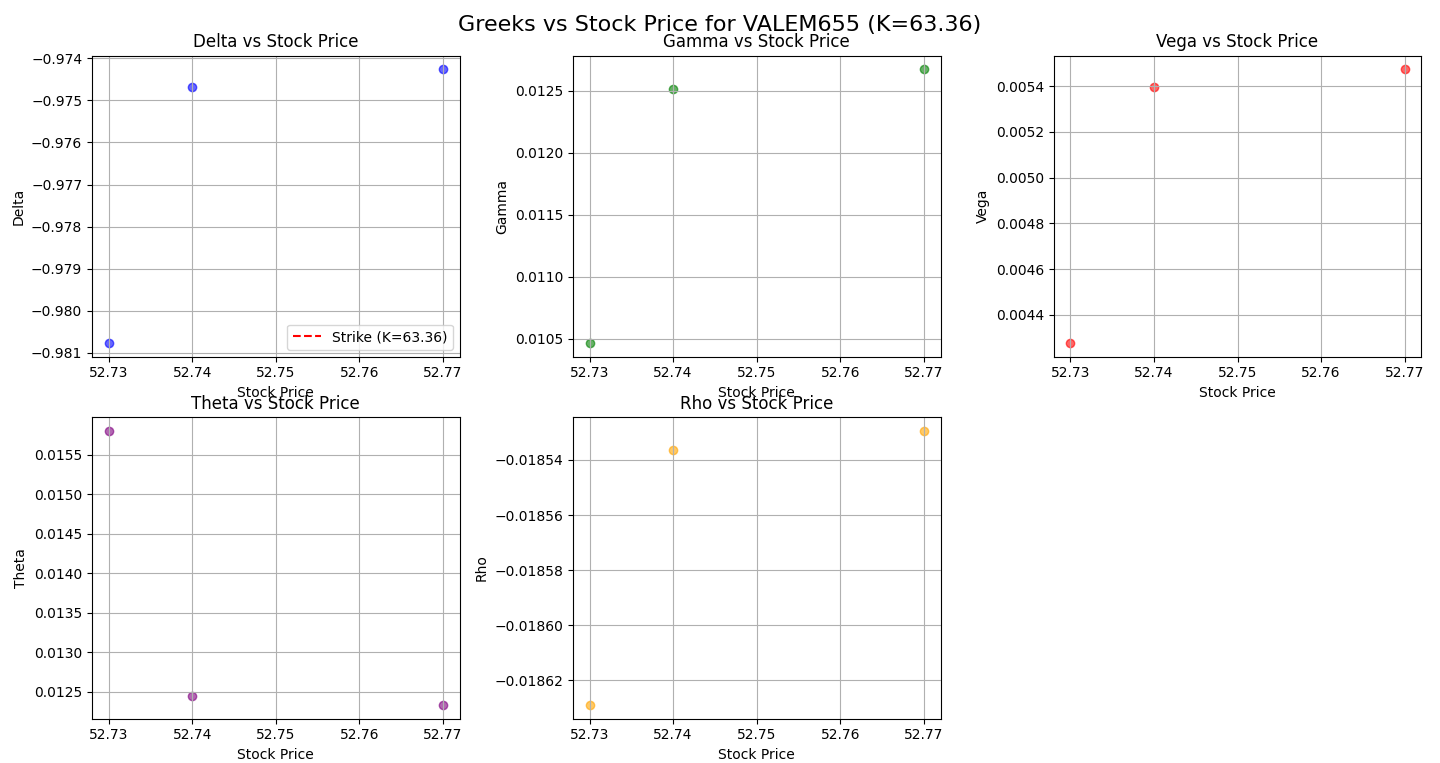 Greeks vs Stock Price for VALEM655 (K=63.36)
Delta vs Stock Price
−0.974
−0.975
−0.976
−0.977
−0.978
−0.979
−0.980
−0.981
Delta
Strike (K=63.36)
52.73 52.74 52.75 52.76 52.77
Stock Price
Gamma vs Stock Price
0.0125
0.0120
0.0115
0.0110
0.0105
Gamma
52.73 52.74 52.75 52.76 52.77
Stock Price
Vega vs Stock Price
0.0054
0.0052
0.0050
0.0048
0.0046
0.0044
Vega
52.73 52.74 52.75 52.76 52.77
Stock Price
Theta vs Stock Price
0.0155
0.0150
0.0145
0.0140
0.0135
0.0130
0.0125
Theta
52.73 52.74 52.75 52.76 52.77
Stock Price
Rho vs Stock Price
−0.01854
−0.01856
−0.01858
−0.01860
−0.01862
Rho
52.73 52.74 52.75 52.76 52.77
Stock Price